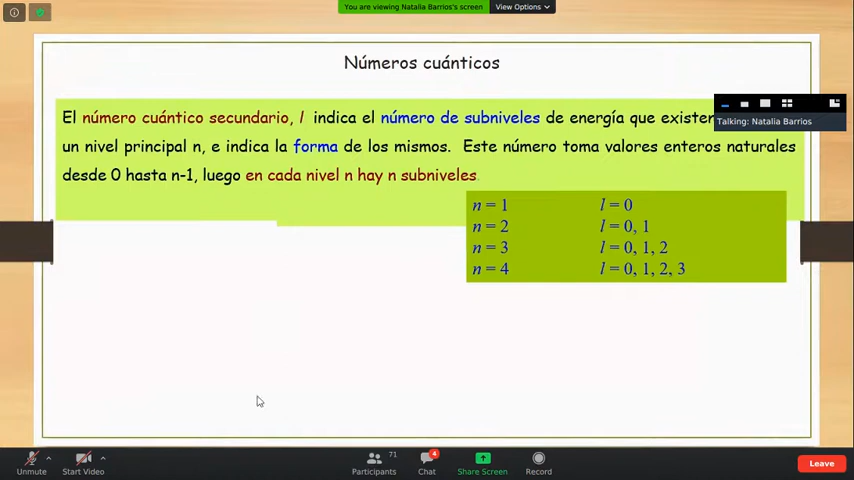 You are viewing Natalia Barrios's screen View Options
Números cuánticos
El número cuántico secundario, l indica el número de subniveles de energía que existen
Talking: Natalia Barrios
un nivel principal n, e indica la forma de los mismos. Este número toma valores enteros naturales
desde 0 hasta n-1, luego en cada nivel n hay n subniveles.
n = 1 l = 0
n = 2 l = 0, 1
n = 3 l = 0, 1, 2
n = 4 l = 0, 1, 2, 3
71
4
Unmute Start Video Participants Chat Share Screen Record Leave